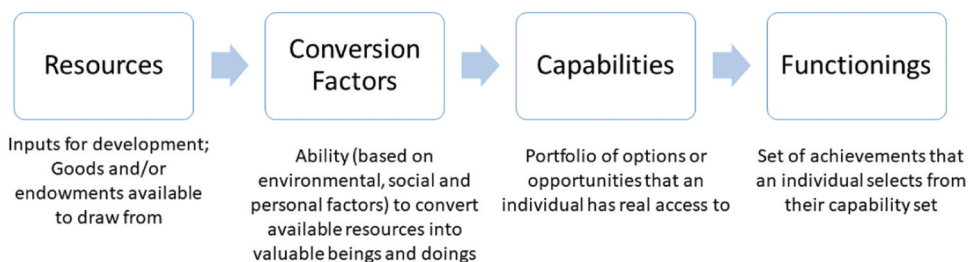 Resources
Conversion
Factors
Capabilities
Functionings
Inputs for development;
Goods and/or
endowments available
to draw from
Ability (based on
environmental, social and
personal factors) to convert
available resources into
valuable beings and doings
Portfolio of options or
opportunities that an
individual has real access to
Set of achievements that
an individual selects from
their capability set